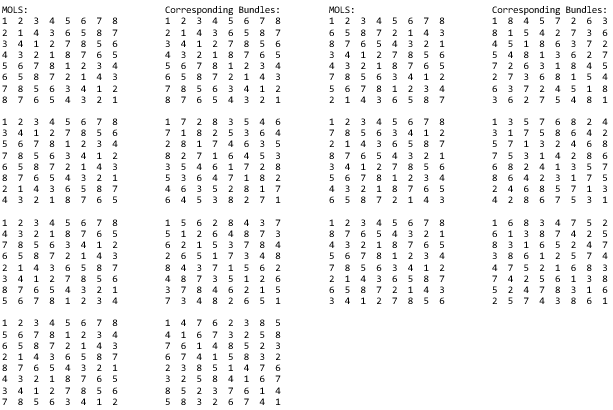 MOLS: Corresponding Bundles: MOLS: Corresponding Bundles:
1 2 3 4 5 6 7 8 1 2 3 4 5 6 7 8 1 2 3 4 5 6 7 8 1 8 4 5 7 2 6 3
2 1 4 3 6 5 8 7 2 1 4 3 6 5 8 7 6 5 8 7 2 1 4 3 8 1 5 4 2 7 3 6
3 4 1 2 7 8 5 6 3 4 1 2 7 8 5 6 8 7 6 5 4 3 2 1 4 5 1 8 6 3 7 2
4 3 2 1 8 7 6 5 4 3 2 1 8 7 6 5 3 4 1 2 7 8 5 6 5 4 8 1 3 6 2 7
5 6 7 8 1 2 3 4 5 6 7 8 1 2 3 4 4 3 2 1 8 7 6 5 7 2 6 3 1 8 4 5
6 5 8 7 2 1 4 3 6 5 8 7 2 1 4 3 7 8 5 6 3 4 1 2 2 7 3 6 8 1 5 4
7 8 5 6 3 4 1 2 7 8 5 6 3 4 1 2 5 6 7 8 1 2 3 4 6 3 7 2 4 5 1 8
8 7 6 5 4 3 2 1 8 7 6 5 4 3 2 1 2 1 4 3 6 5 8 7 3 6 2 7 5 4 8 1
1 2 3 4 5 6 7 8 1 7 2 8 3 5 4 6 1 2 3 4 5 6 7 8 1 3 5 7 6 8 2 4
3 4 1 2 7 8 5 6 7 1 8 2 5 3 6 4 7 8 5 6 3 4 1 2 3 1 7 5 8 6 4 2
5 6 7 8 1 2 3 4 2 8 1 7 4 6 3 5 2 1 4 3 6 5 8 7 5 7 1 3 2 4 6 8
7 8 5 6 3 4 1 2 8 2 7 1 6 4 5 3 8 7 6 5 4 3 2 1 7 5 3 1 4 2 8 6
6 5 8 7 2 1 4 3 3 5 4 6 1 7 2 8 3 4 1 2 7 8 5 6 6 8 2 4 1 3 5 7
8 7 6 5 4 3 2 1 5 3 6 4 7 1 8 2 5 6 7 8 1 2 3 4 8 6 4 2 3 1 7 5
2 1 4 3 6 5 8 7 4 6 3 5 2 8 1 7 4 3 2 1 8 7 6 5 2 4 6 8 5 7 1 3
4 3 2 1 8 7 6 5 6 4 5 3 8 2 7 1 6 5 8 7 2 1 4 3 4 2 8 6 7 5 3 1
1 2 3 4 5 6 7 8 1 5 6 2 8 4 3 7 1 2 3 4 5 6 7 8 1 6 8 3 4 7 5 2
4 3 2 1 8 7 6 5 5 1 2 6 4 8 7 3 8 7 6 5 4 3 2 1 6 1 3 8 7 4 2 5
7 8 5 6 3 4 1 2 6 2 1 5 3 7 8 4 4 3 2 1 8 7 6 5 8 3 1 6 5 2 4 7
6 5 8 7 2 1 4 3 2 6 5 1 7 3 4 8 5 6 7 8 1 2 3 4 3 8 6 1 2 5 7 4
2 1 4 3 6 5 8 7 8 4 3 7 1 5 6 2 7 8 5 6 3 4 1 2 4 7 5 2 1 6 8 3
3 4 1 2 7 8 5 6 4 8 7 3 5 1 2 6 2 1 4 3 6 5 8 7 7 4 2 5 6 1 3 8
8 7 6 5 4 3 2 1 3 7 8 4 6 2 1 5 6 5 8 7 2 1 4 3 5 2 4 7 8 3 1 6
5 6 7 8 1 2 3 4 7 3 4 8 2 6 5 1 3 4 1 2 7 8 5 6 2 5 7 4 3 8 6 1
1 2 3 4 5 6 7 8 1 4 7 6 2 3 8 5
5 6 7 8 1 2 3 4 4 1 6 7 3 2 5 8
6 5 8 7 2 1 4 3 7 6 1 4 8 5 2 3
2 1 4 3 6 5 8 7 6 7 4 1 5 8 3 2
8 7 6 5 4 3 2 1 2 3 8 5 1 4 7 6
4 3 2 1 8 7 6 5 3 2 5 8 4 1 6 7
3 4 1 2 7 8 5 6 8 5 2 3 7 6 1 4
7 8 5 6 3 4 1 2 5 8 3 2 6 7 4 1